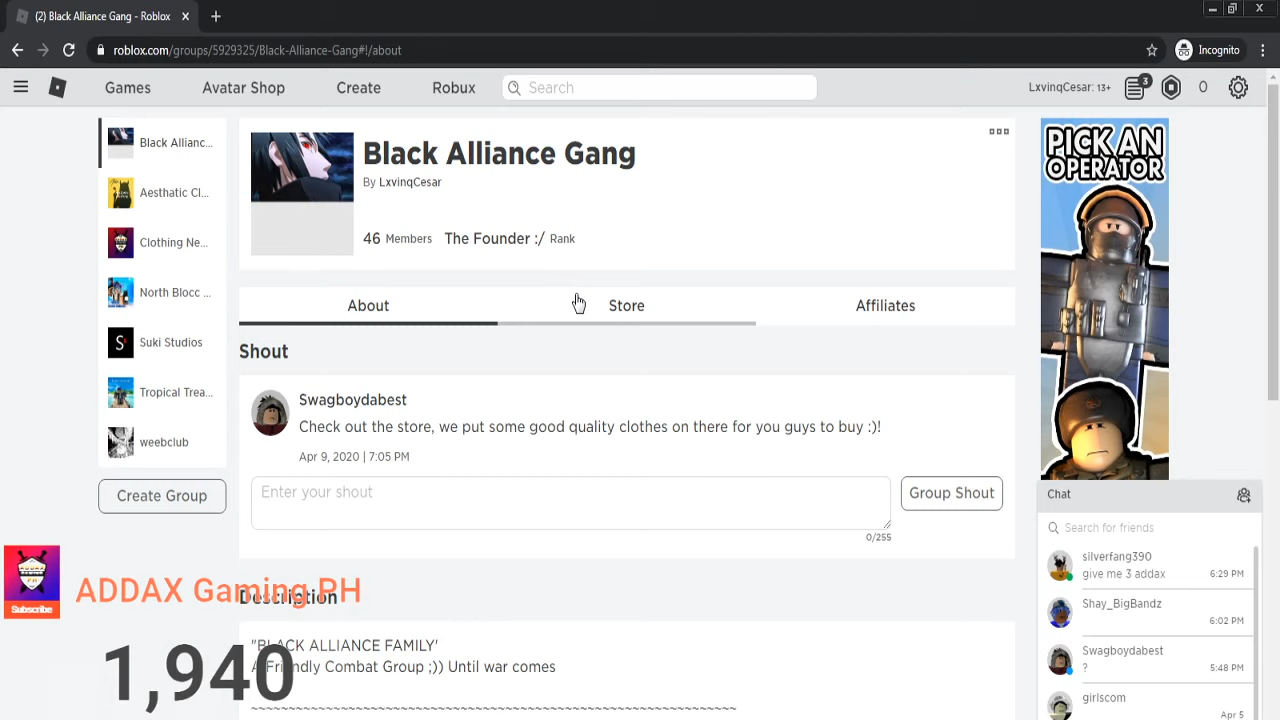 (2) Black Alliance Gang - Roblox
roblox.com/groups/5929325/Black-Alliance-Gang#!/about
Incognito
Games
Avatar Shop
Create
Robux
Search
LxvinqCesar: 13+
3
0
Black Allianc...
Aesthatic Cl...
Clothing Ne...
North Blocc ...
Suki Studios
Tropical Trea...
weebclub
Create Group
Black Alliance Gang
By LxvinqCesar
46 Members The Founder :/ Rank
About
Store
Affiliates
Shout
Swagboydabest
Check out the store, we put some good quality clothes on there for you guys to buy :)!
Apr 9, 2020 | 7:05 PM
Enter your shout
Group Shout
0/255
Description
"BLACK ALLIANCE FAMILY'
A Friendly Combat Group ;)) Until war comes
PICK AN
OPERATOR
Chat
Search for friends
silverfang390
give me 3 addax
6:29 PM
Shay_BigBandz
6:02 PM
Swagboydabest
?
5:48 PM
girlscom
Apr 5
ADDAX Gaming PH
Subscribe
1,940